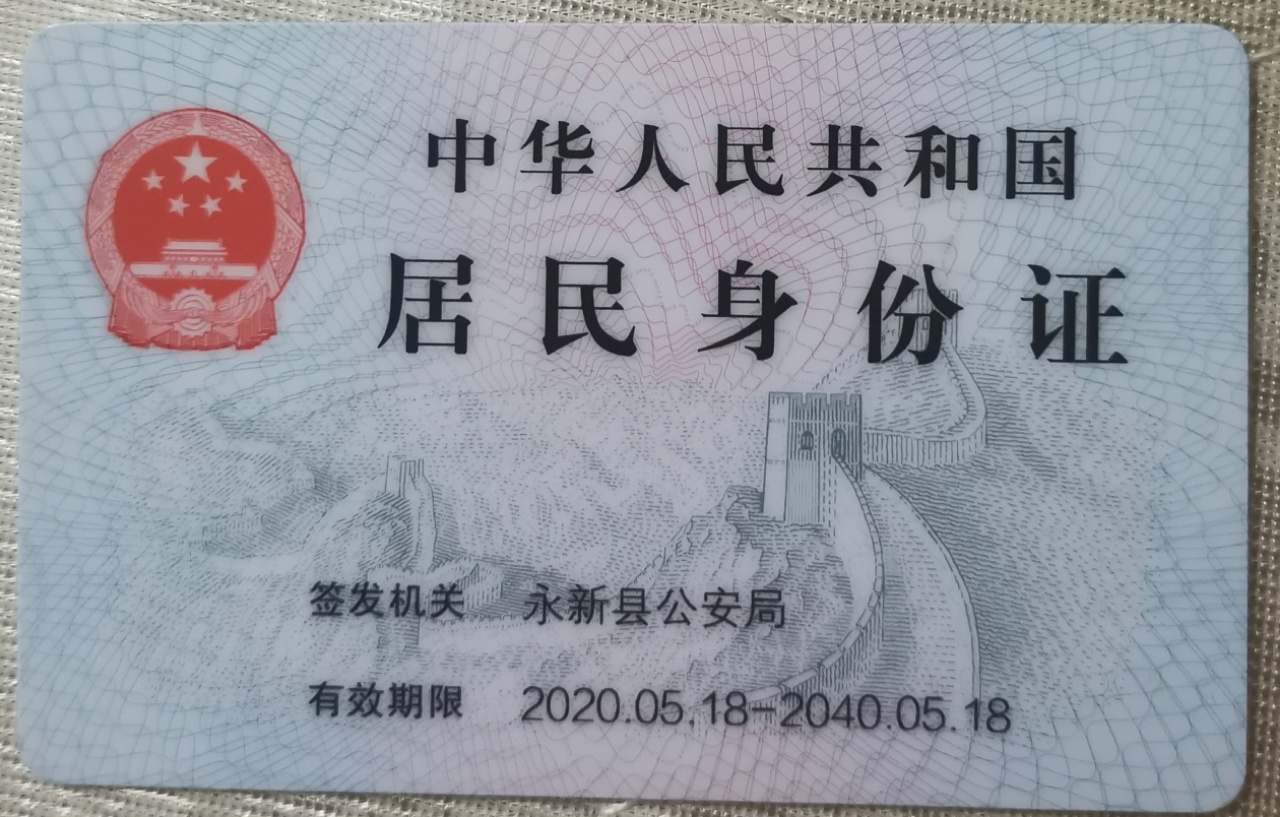 中华人民共和国
居民身份证
签发机关 永新县公安局
有效期限 2020.05.18-2040.05.18